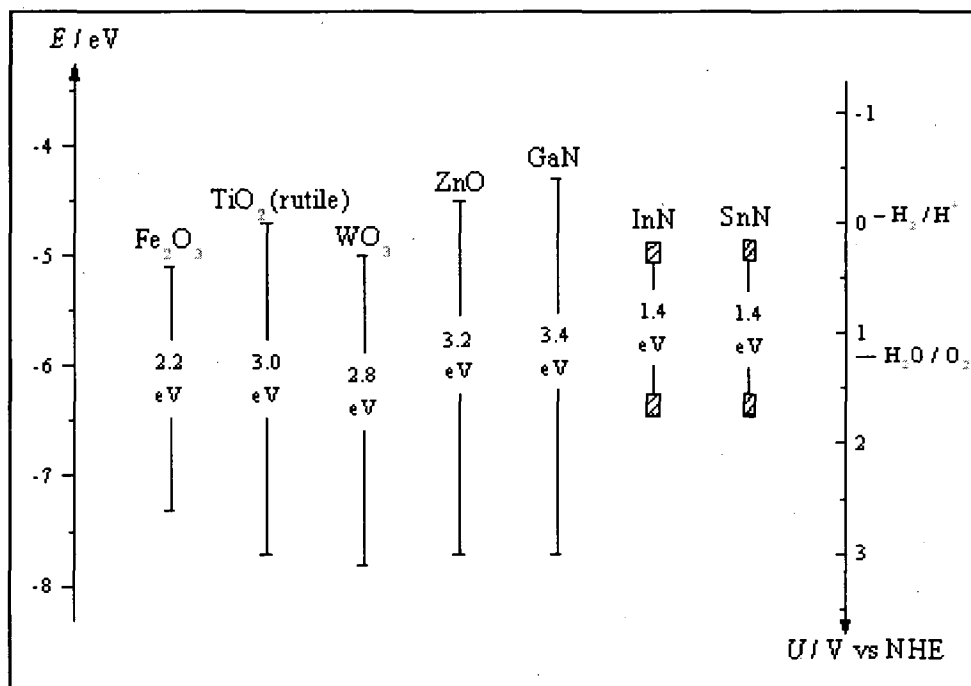 E / eV
-4
-5
-6
-7
-8
Fe₂O₃
2.2
eV
TiO₂ (rutile)
3.0
eV
WO₃
2.8
eV
ZnO
3.2
eV
GaN
3.4
eV
InN
1.4
eV
SnN
1.4
eV
-1
0
1
2
3
H₂/H⁺
H₂O / O₂
U / V vs NHE